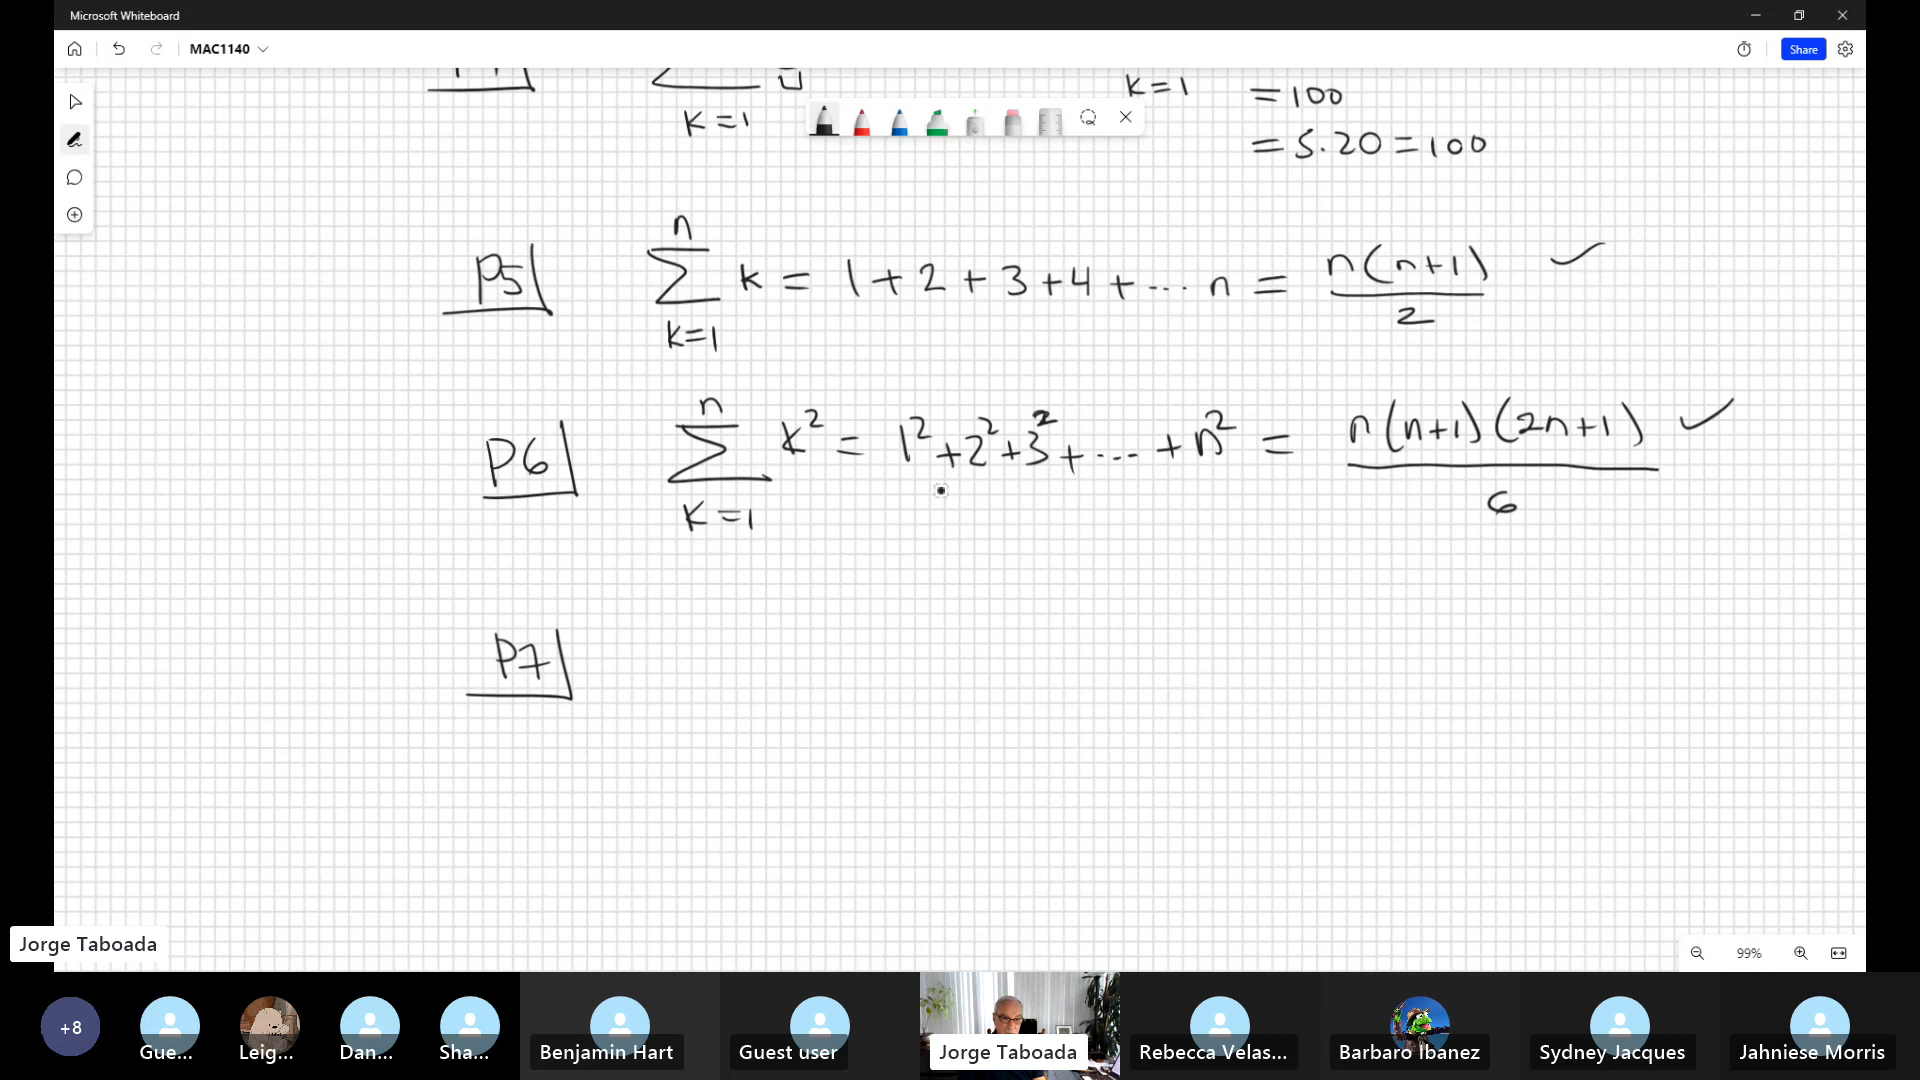 Microsoft Whiteboard
MAC1140
Share
k=1
k=1
=100
=5.20=100
P5
n
∑ k = 1+2+3+4+... n = n(n+1)/2 ✓
k=1
P6
n
∑ k² = 1²+2²+3²+...+n² = n(n+1)(2n+1)/6 ✓
k=1
P7
Jorge Taboada
99%
+8
Gue...
Leig...
Dan...
Sha...
Benjamin Hart
Guest user
Jorge Taboada
Rebecca Velas...
Barbaro Ibanez
Sydney Jacques
Jahniese Morris